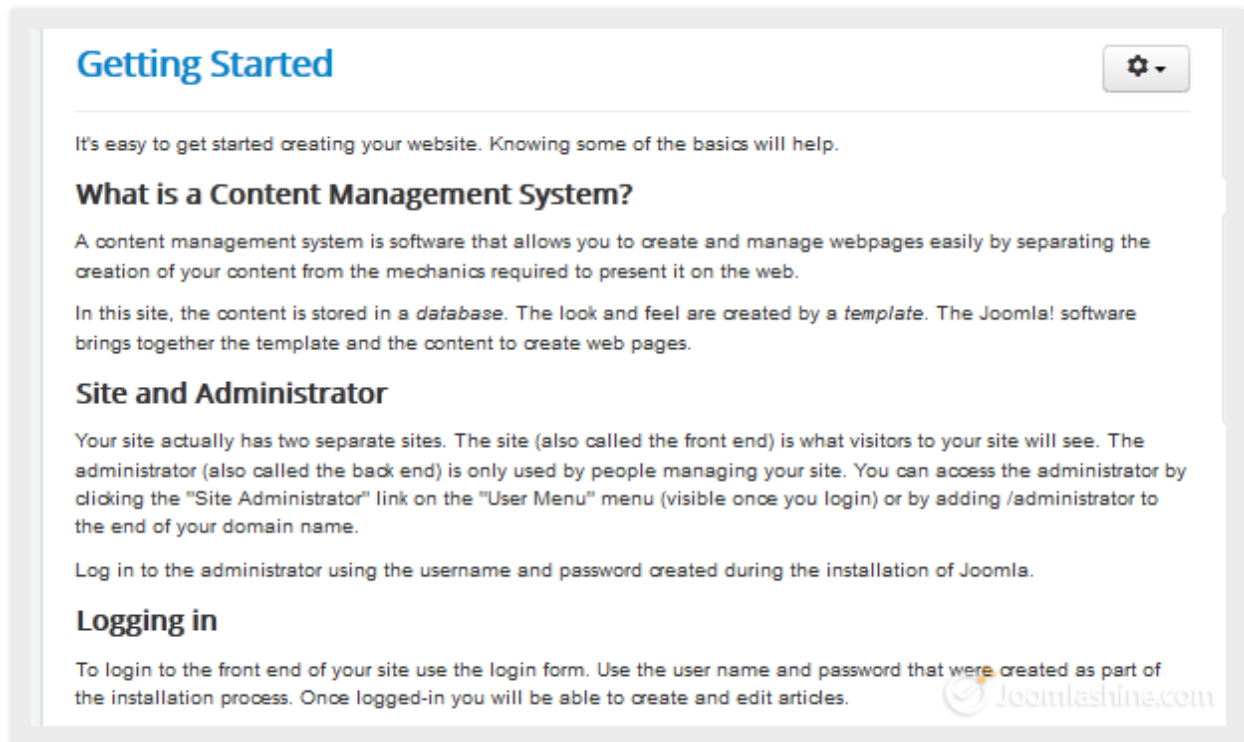 Getting Started
It's easy to get started creating your website. Knowing some of the basics will help.
What is a Content Management System?
A content management system is software that allows you to create and manage webpages easily by separating the
creation of your content from the mechanics required to present it on the web.
In this site, the content is stored in a database. The look and feel are created by a template. The Joomla! software
brings together the template and the content to create web pages.
Site and Administrator
Your site actually has two separate sites. The site (also called the front end) is what visitors to your site will see. The
administrator (also called the back end) is only used by people managing your site. You can access the administrator by
clicking the "Site Administrator" link on the "User Menu" menu (visible once you login) or by adding /administrator to
the end of your domain name.
Log in to the administrator using the username and password created during the installation of Joomla.
Logging in
To login to the front end of your site use the login form. Use the user name and password that were created as part of
the installation process. Once logged-in you will be able to create and edit articles.
Joomlashine.com